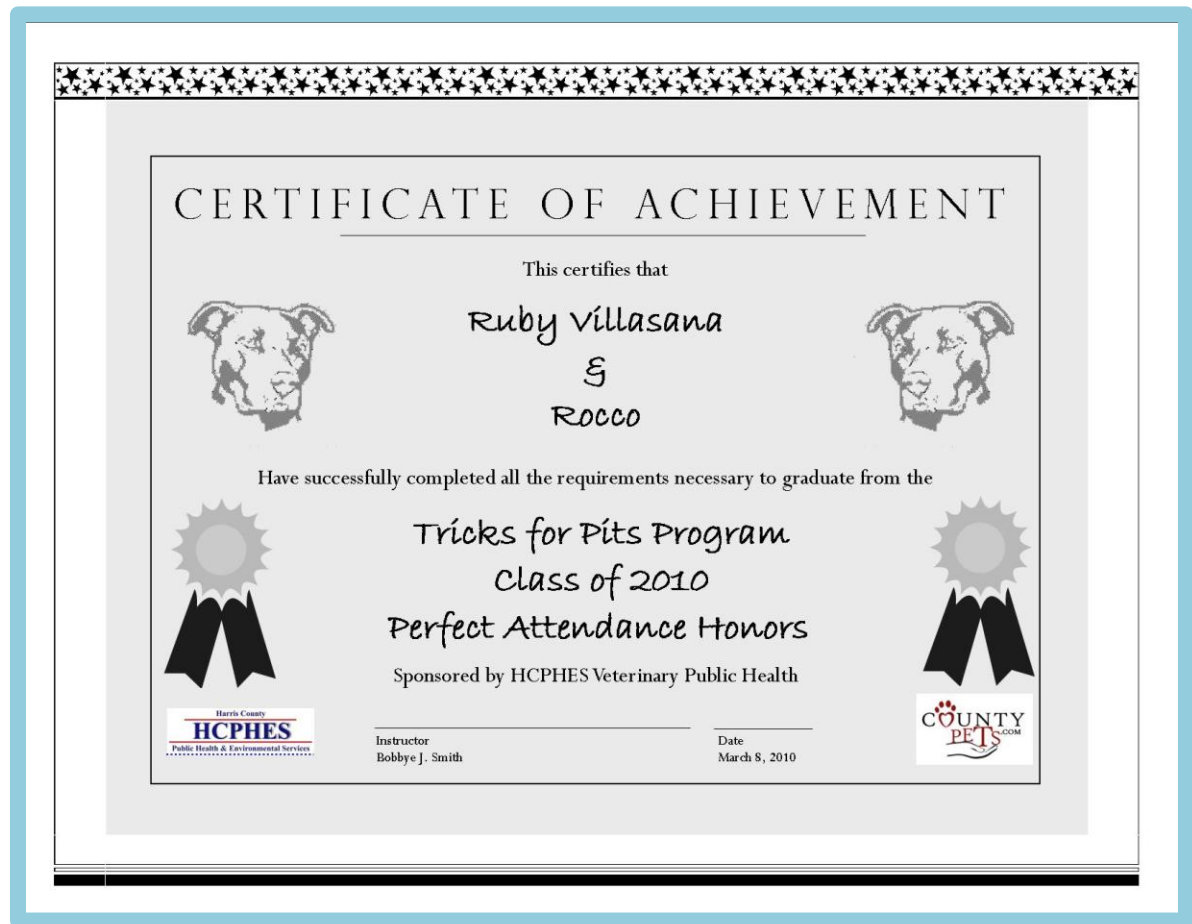 CERTIFICATE OF ACHIEVEMENT
This certifies that
Ruby Villasana
&
Rocco
Have successfully completed all the requirements necessary to graduate from the
Tricks for Pits Program
Class of 2010
Perfect Attendance Honors
Sponsored by HCPHES Veterinary Public Health
Harris County
HCPHES
Public Health & Environmental Services
Instructor
Bobbye J. Smith
Date
March 8, 2010
COUNTY
PETS.COM